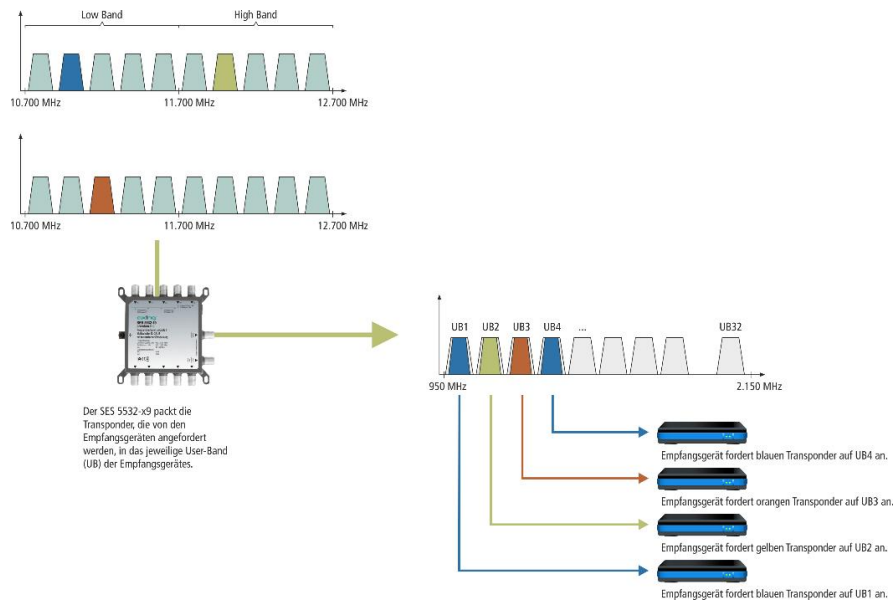 Low Band
High Band
10.700 MHz
11.700 MHz
12.700 MHz
10.700 MHz
11.700 MHz
12.700 MHz
Der SES 5532-x9 packt die
Transponder, die von den
Empfangsgeräten angefordert
werden, in das jeweilige User-Band
(UB) der Empfangsgerätes.
UB1
UB2
UB3
UB4
...
UB32
950 MHz
2.150 MHz
Empfangsgerät fordert blauen Transponder auf UB4 an.
Empfangsgerät fordert orangen Transponder auf UB3 an.
Empfangsgerät fordert gelben Transponder auf UB2 an.
Empfangsgerät fordert blauen Transponder auf UB1 an.